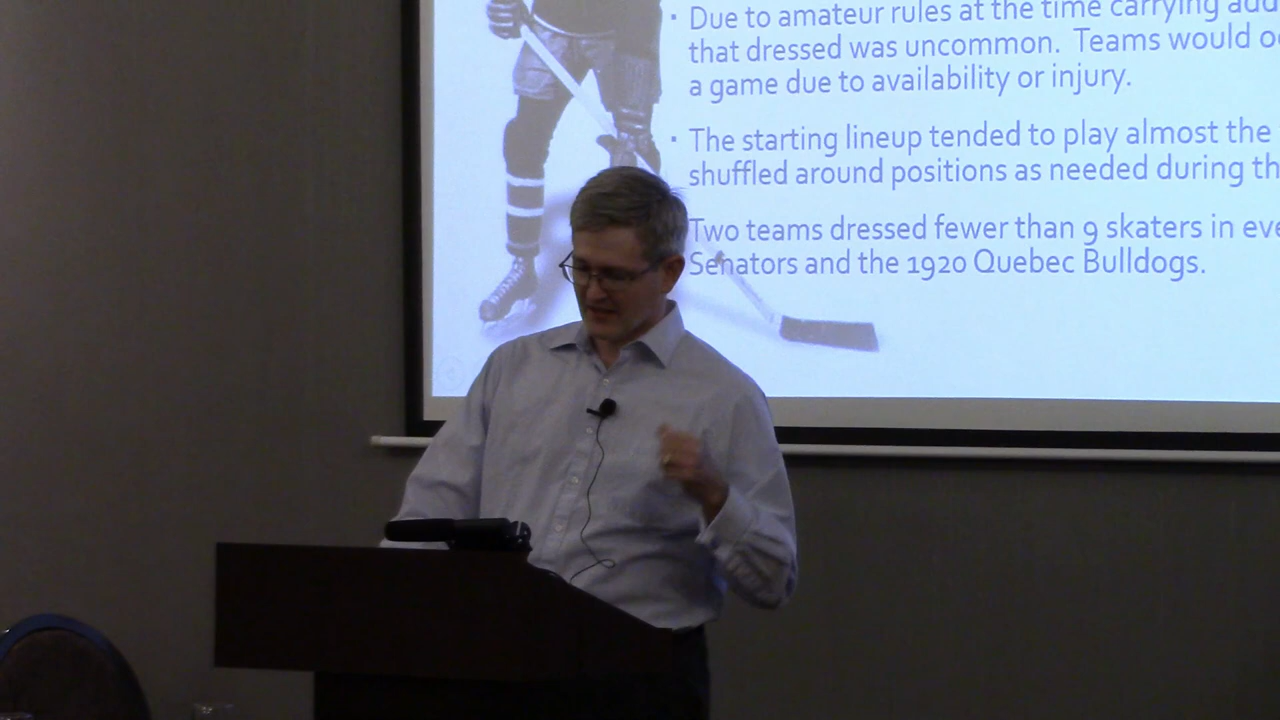 Due to amateur rules at the time carrying
that dressed was uncommon. Teams would
a game due to availability or injury.
The starting lineup tended to play almost the
shuffled around positions as needed during
Two teams dressed fewer than 9 skaters in
Senators and the 1920 Quebec Bulldogs.